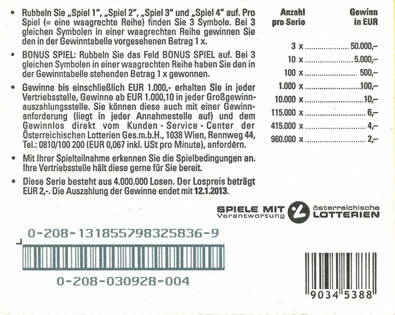 • Rubbeln Sie „Spiel 1", „Spiel 2", „Spiel 3" und „Spiel 4" auf. Pro
Spiel (= eine waagrechte Reihe) finden Sie 3 Symbole. Bei 3
gleichen Symbolen in einer waagrechten Reihe gewinnen Sie
den in der Gewinntabelle vorgesehenen Betrag 1 x.
• BONUS SPIEL: Rubbeln Sie das Feld BONUS SPIEL auf. Bei 3
gleichen Symbolen in einer waagrechten Reihe haben Sie den in der
Gewinntabelle stehenden Betrag 1 x gewonnen.
• Gewinne bis einschließlich EUR 1.000,- erhalten Sie in jeder
Vertriebsstelle, Gewinne ab EUR 1.000,10 in jeder Großgewinn-
auszahlungsstelle. Sie können diese auch mit einer Gewinn-
anforderung (liegt in jeder Annahmestelle auf) und dem
Gewinnlos direkt vom Kunden - Service - Center der
Österreichischen Lotterien Ges.m.b.H., 1038 Wien, Rennweg 44,
Tel.: 0810/100 200 (EUR 0,067 inkl. USt pro Minute), anfordern.
• Mit Ihrer Spielteilnahme erkennen Sie die Spielbedingungen an.
Ihre Vertriebsstelle hält diese gerne für Sie bereit.
• Diese Serie besteht aus 4.000.000 Losen. Der Lospreis beträgt
EUR 2,-. Die Auszahlung der Gewinne endet mit 12.1.2013.
Anzahl Gewinn
pro Serie in EUR
3 x ........ 50.000,-
10 x ........ 5.000,-
100 x ........ 500,-
1.000 x ........ 100,-
10.000 x ........ 10,-
115.000 x ........ 6,-
415.000 x ........ 4,-
960.000 x ........ 2,-
SPIELE MIT österreichische
Verantwortung LOTTERIEN
0-208-131855798325836-9
0-208-030928-004
9034 5388